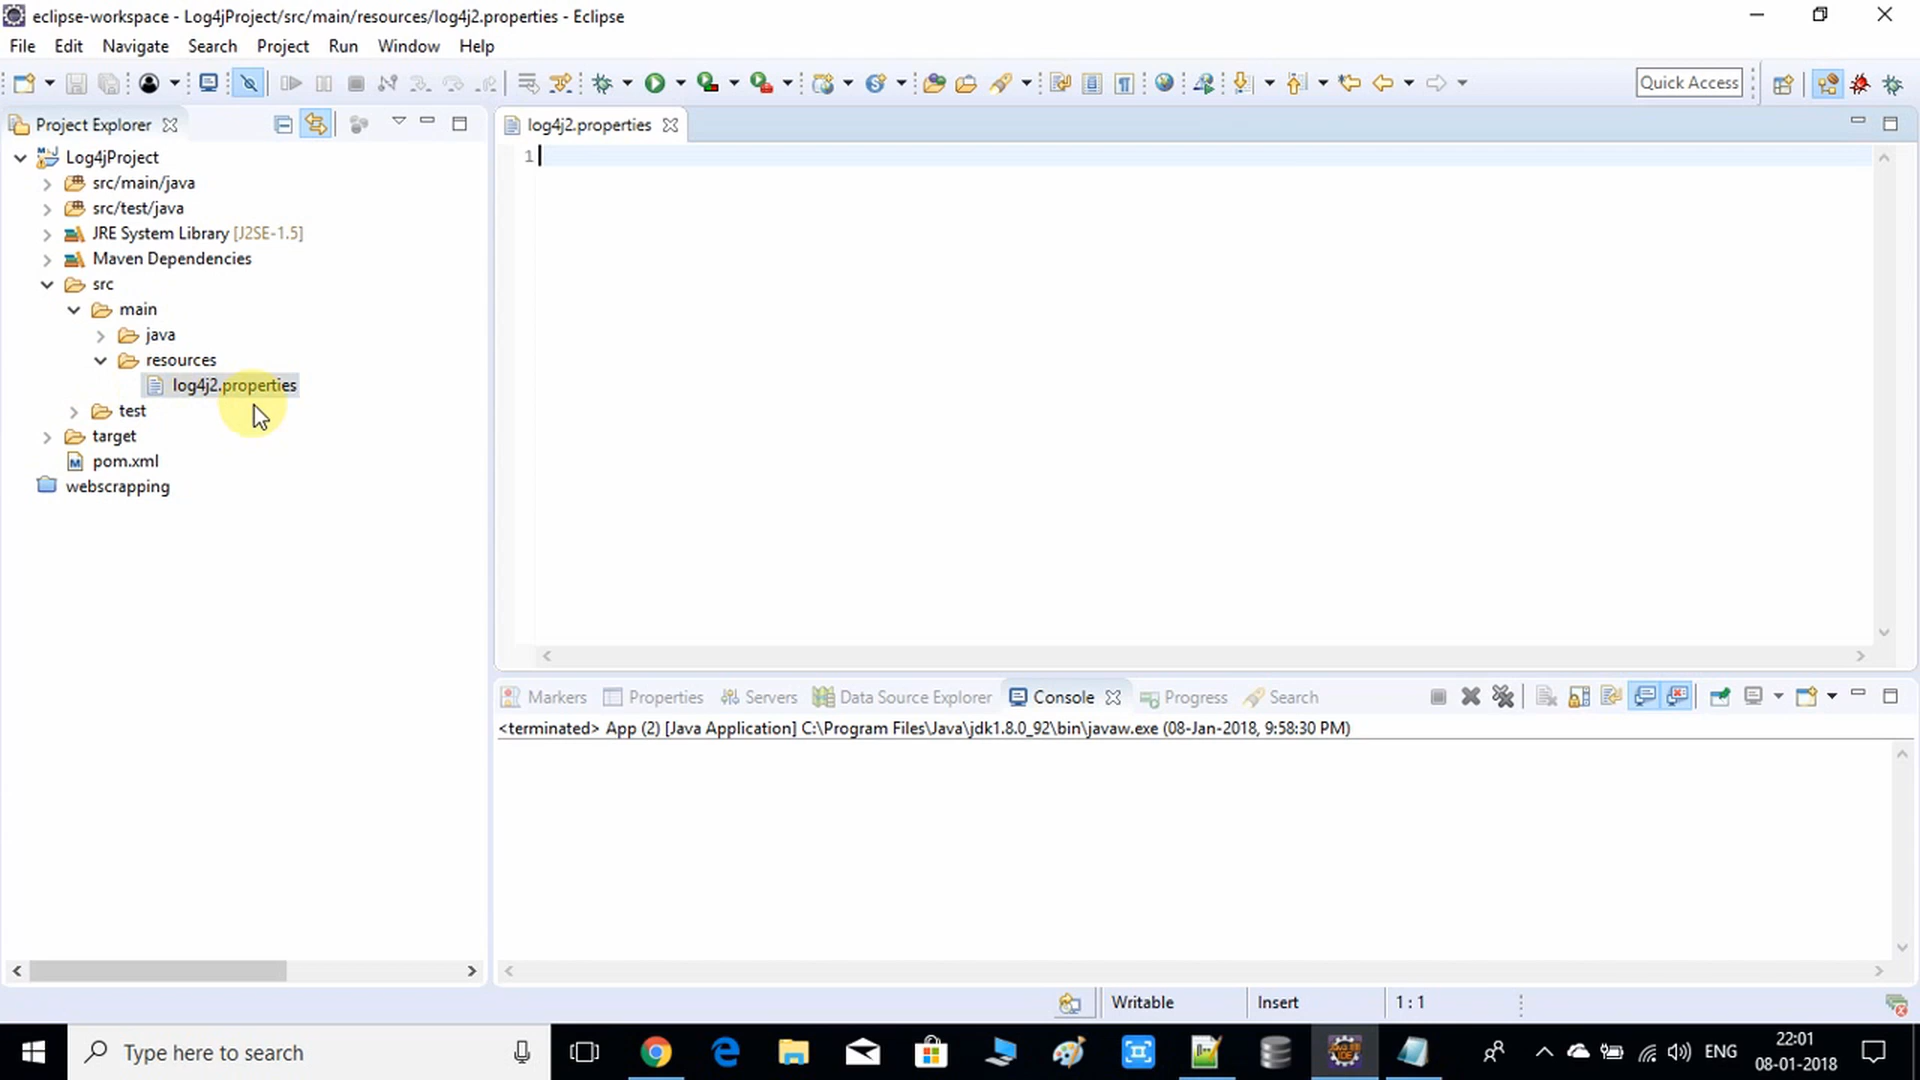 eclipse-workspace - Log4jProject/src/main/resources/log4j2.properties - Eclipse
File Edit Navigate Search Project Run Window Help
Quick Access
Project Explorer
log4j2.properties
Log4jProject
src/main/java
src/test/java
JRE System Library [J2SE-1.5]
Maven Dependencies
src
main
java
resources
log4j2.properties
test
target
pom.xml
webscrapping
1
Markers Properties Servers Data Source Explorer Console Progress Search
<terminated> App (2) [Java Application] C:\Program Files\Java\jdk1.8.0_92\bin\javaw.exe (08-Jan-2018, 9:58:30 PM)
Writable Insert 1 : 1
Type here to search
ENG
22:01
08-01-2018